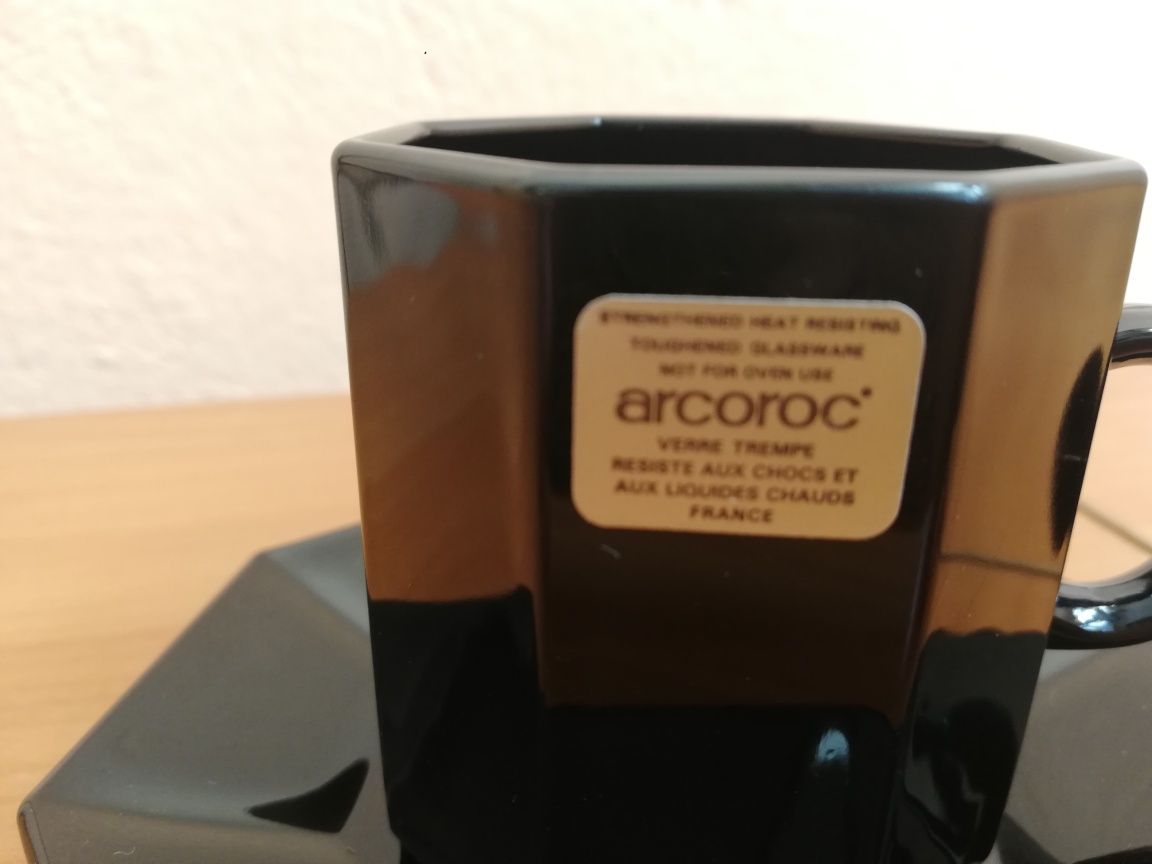 STRENGTHENED HEAT RESISTING
TOUGHENED GLASSWARE
NOT FOR OVEN USE
arcoroc
VERRE TREMPE
RESISTE AUX CHOCS ET
AUX LIQUIDES CHAUDS
FRANCE